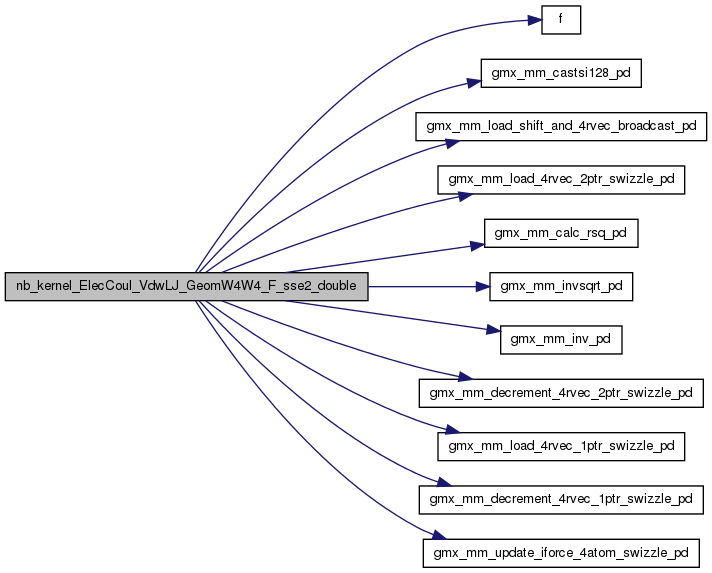 f
gmx_mm_castsi128_pd
gmx_mm_load_shift_and_4rvec_broadcast_pd
gmx_mm_load_4rvec_2ptr_swizzle_pd
gmx_mm_calc_rsq_pd
nb_kernel_ElecCoul_VdwLJ_GeomW4W4_F_sse2_double
gmx_mm_invsqrt_pd
gmx_mm_inv_pd
gmx_mm_decrement_4rvec_2ptr_swizzle_pd
gmx_mm_load_4rvec_1ptr_swizzle_pd
gmx_mm_decrement_4rvec_1ptr_swizzle_pd
gmx_mm_update_iforce_4atom_swizzle_pd